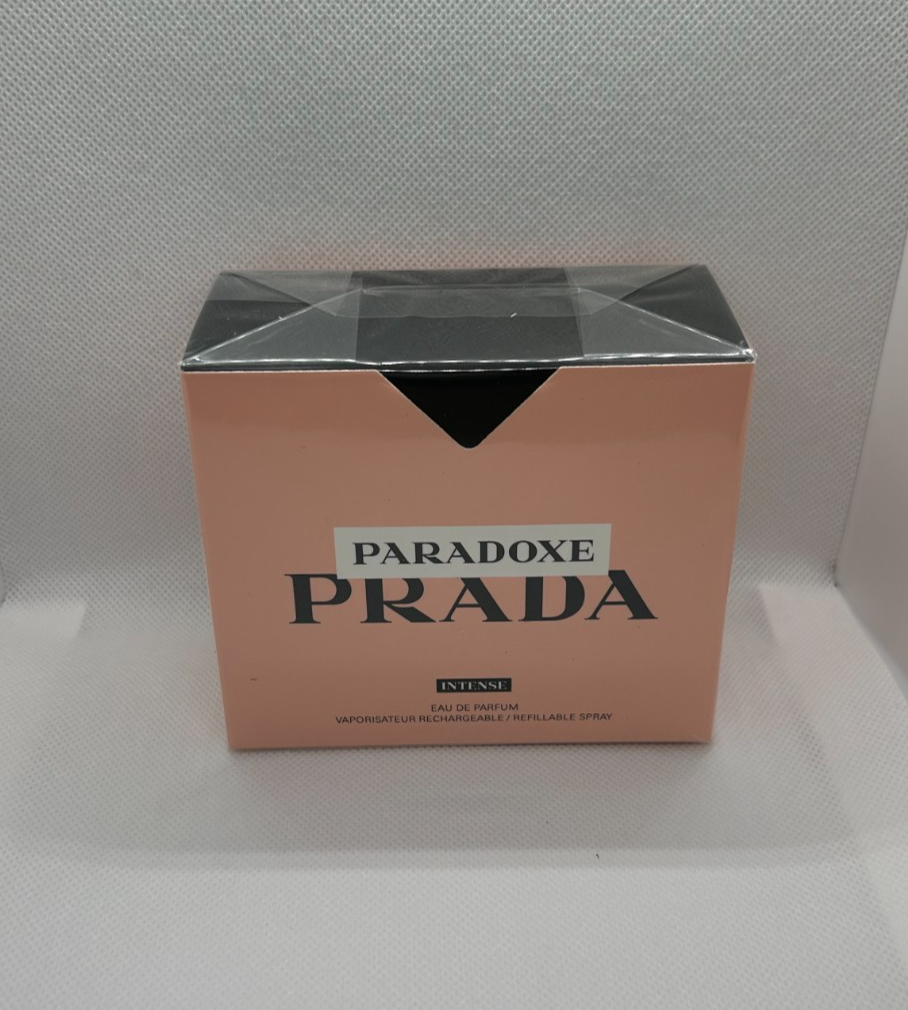 PARADOXE
PRADA
INTENSE
EAU DE PARFUM
VAPORISATEUR RECHARGEABLE / REFILLABLE SPRAY